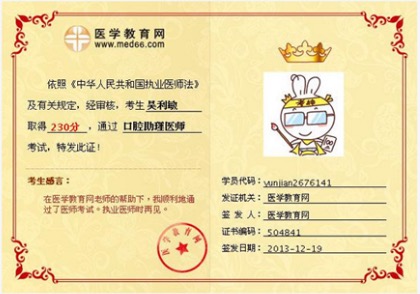 医学教育网
www.med66.com
依照《中华人民共和国执业医师法》
及有关规定，经审核，考生 吴利敏
取得 230分 ，通过 口腔助理医师
考试，特发此证！
考生感言：
在医学教育网老师的帮助下，我顺利地通
过了医师考试。执业医师时再见。
医学教育网
考神
100
学员代码：yunjian2676141
发证机关：医学教育网
签 发 人：医学教育网
证书编码：504841
签发日期：2013-12-19